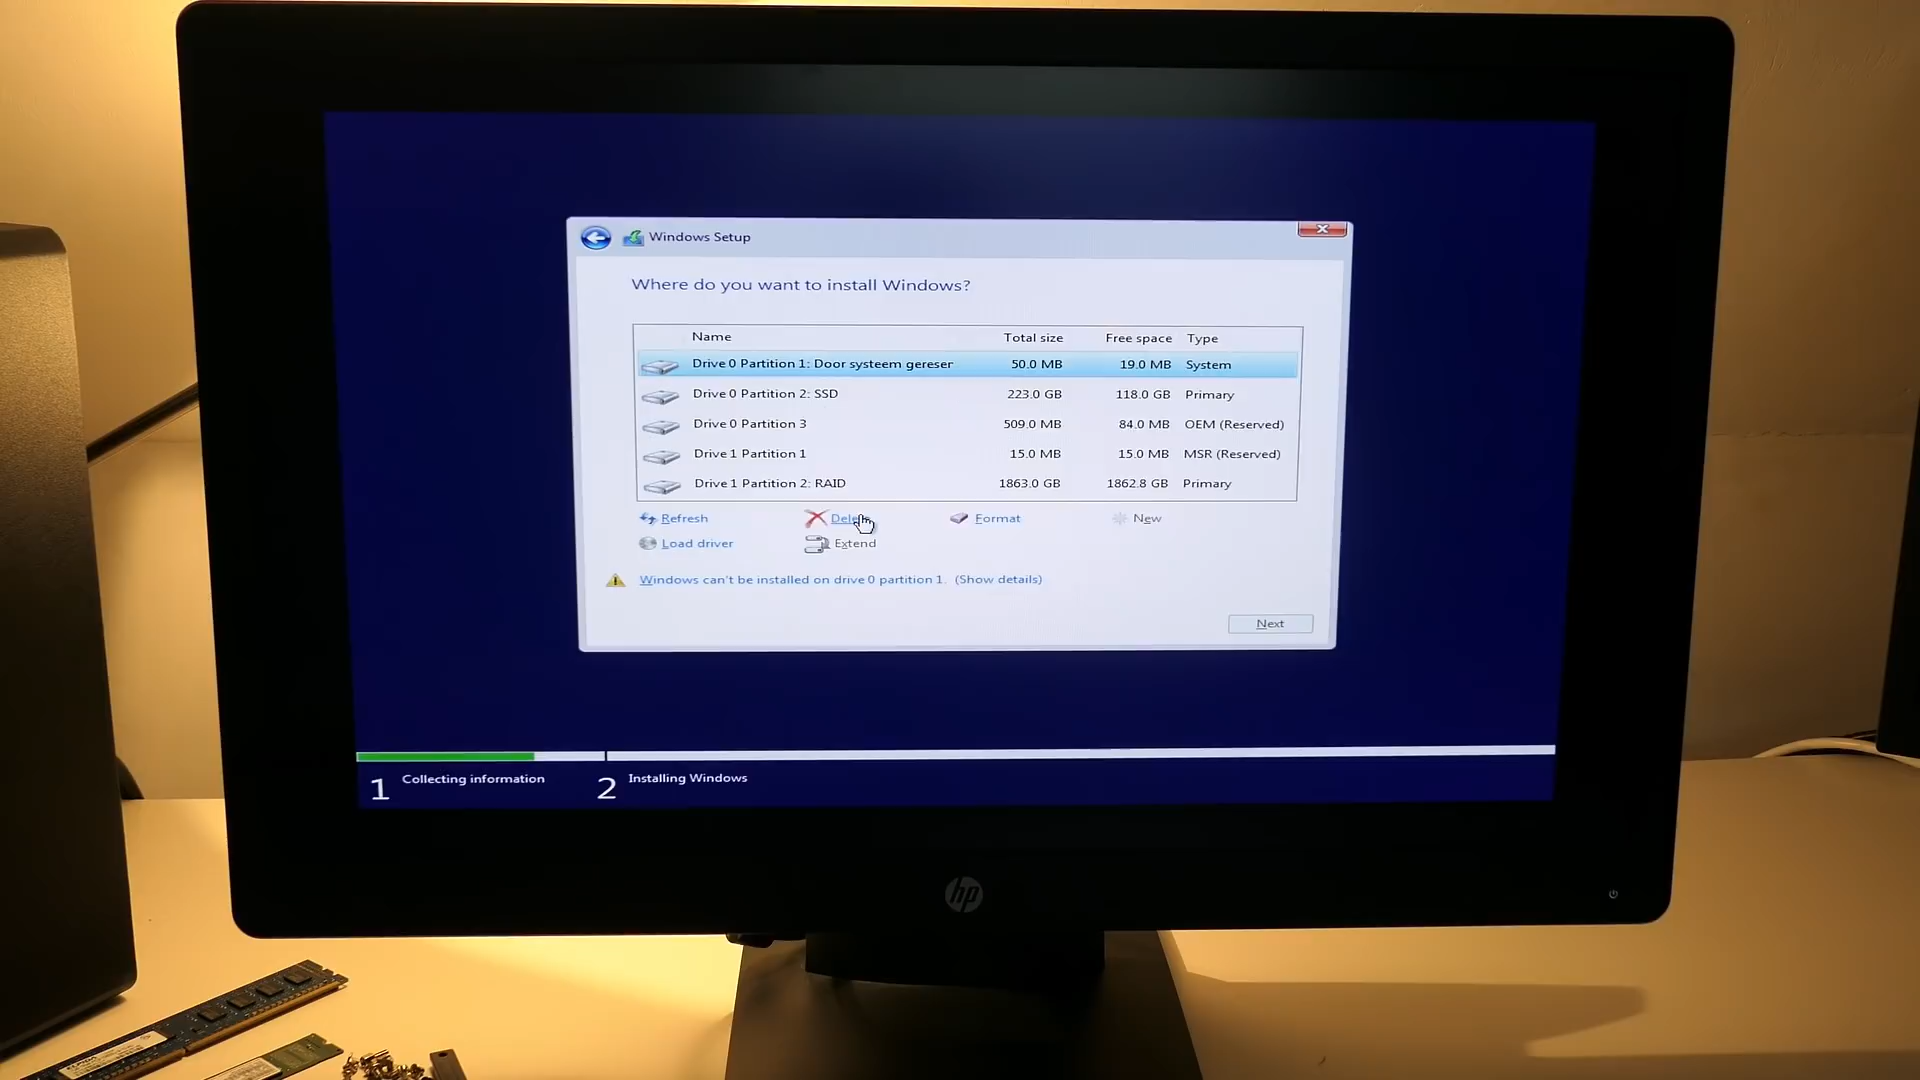 Windows Setup
Where do you want to install Windows?
Name Total size Free space Type
Drive 0 Partition 1: Door systeem gereser 50.0 MB 19.0 MB System
Drive 0 Partition 2: SSD 223.0 GB 118.0 GB Primary
Drive 0 Partition 3 509.0 MB 84.0 MB OEM (Reserved)
Drive 1 Partition 1 15.0 MB 15.0 MB MSR (Reserved)
Drive 1 Partition 2: RAID 1863.0 GB 1862.8 GB Primary
Refresh Delete Format New
Load driver Extend
Windows can't be installed on drive 0 partition 1. (Show details)
Next
1 Collecting information 2 Installing Windows
hp